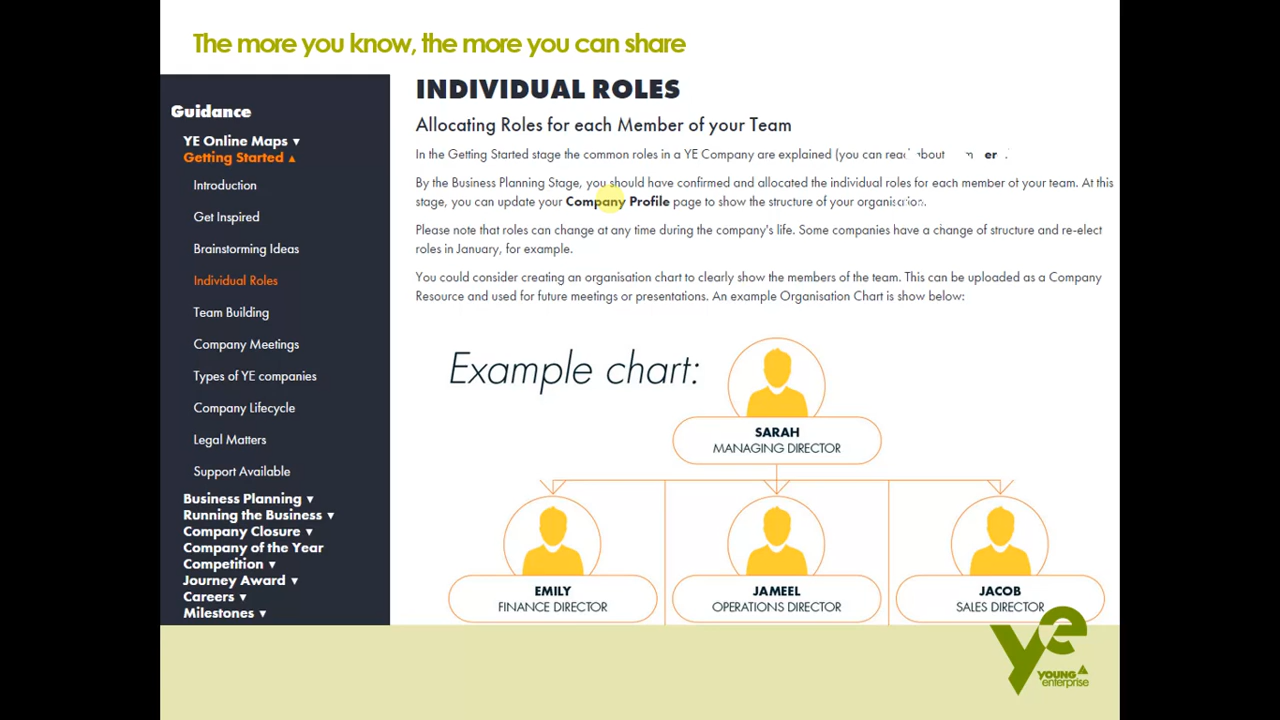 The more you know, the more you can share
Guidance
YE Online Maps ▼
Getting Started ▲
Introduction
Get Inspired
Brainstorming Ideas
Individual Roles
Team Building
Company Meetings
Types of YE companies
Company Lifecycle
Legal Matters
Support Available
Business Planning ▼
Running the Business ▼
Company Closure ▼
Company of the Year
Competition ▼
Journey Award ▼
Careers ▼
Milestones ▼
INDIVIDUAL ROLES
Allocating Roles for each Member of your Team
In the Getting Started stage the common roles in a YE Company are explained (you can read about
By the Business Planning Stage, you should have confirmed and allocated the individual roles for each member of your team. At this
stage, you can update your Company Profile page to show the structure of your organisation.
Please note that roles can change at any time during the company's life. Some companies have a change of structure and re-elect
roles in January, for example.
You could consider creating an organisation chart to clearly show the members of the team. This can be uploaded as a Company
Resource and used for future meetings or presentations. An example Organisation Chart is show below:
Example chart:
SARAH
MANAGING DIRECTOR
EMILY
FINANCE DIRECTOR
JAMEEL
OPERATIONS DIRECTOR
JACOB
SALES DIRECTOR
ye
YOUNG
enterprise